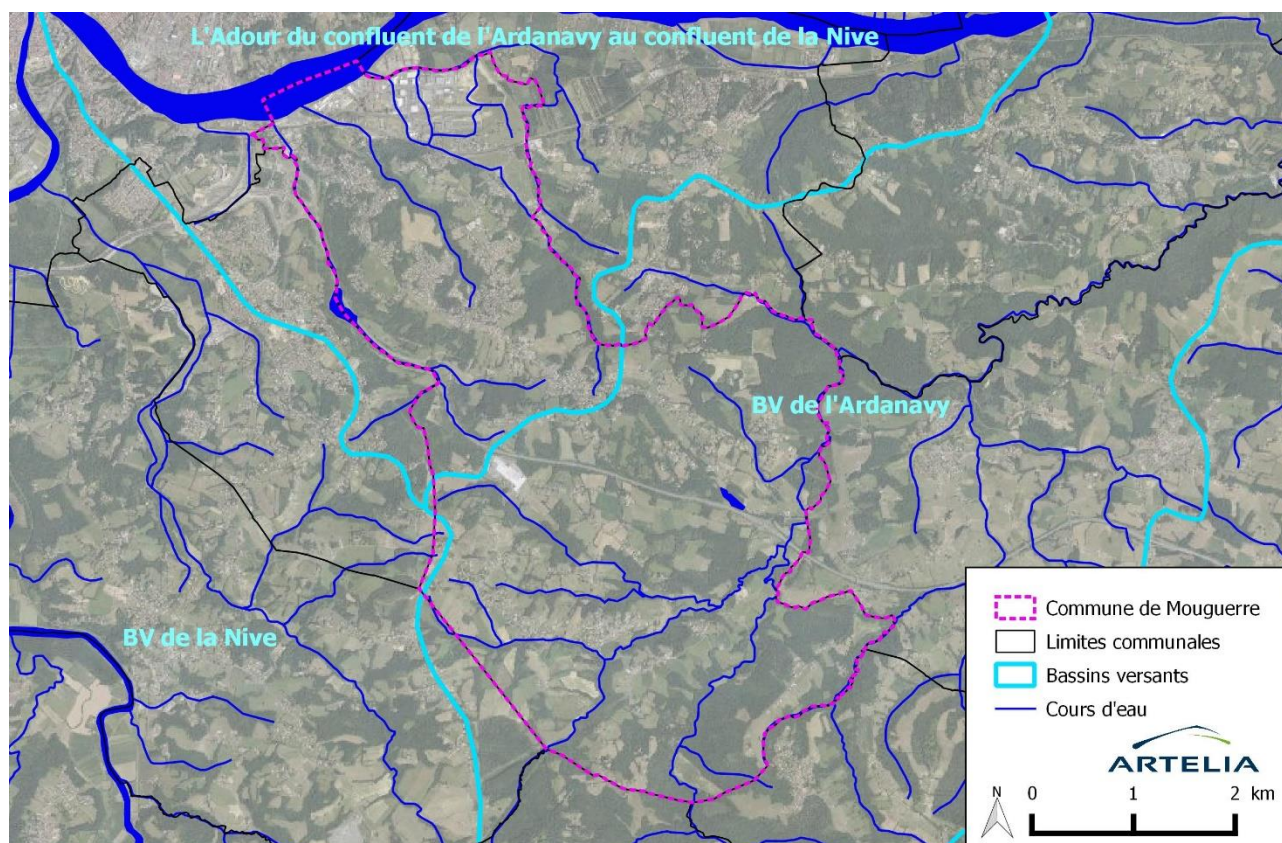 L'Adour du confluent de l'Ardanavy au confluent de la Nive
BV de l'Ardanavy
BV de la Nive
Commune de Mouguerre
Limites communales
Bassins versants
Cours d'eau
ARTELIA
N
0 1 2 km